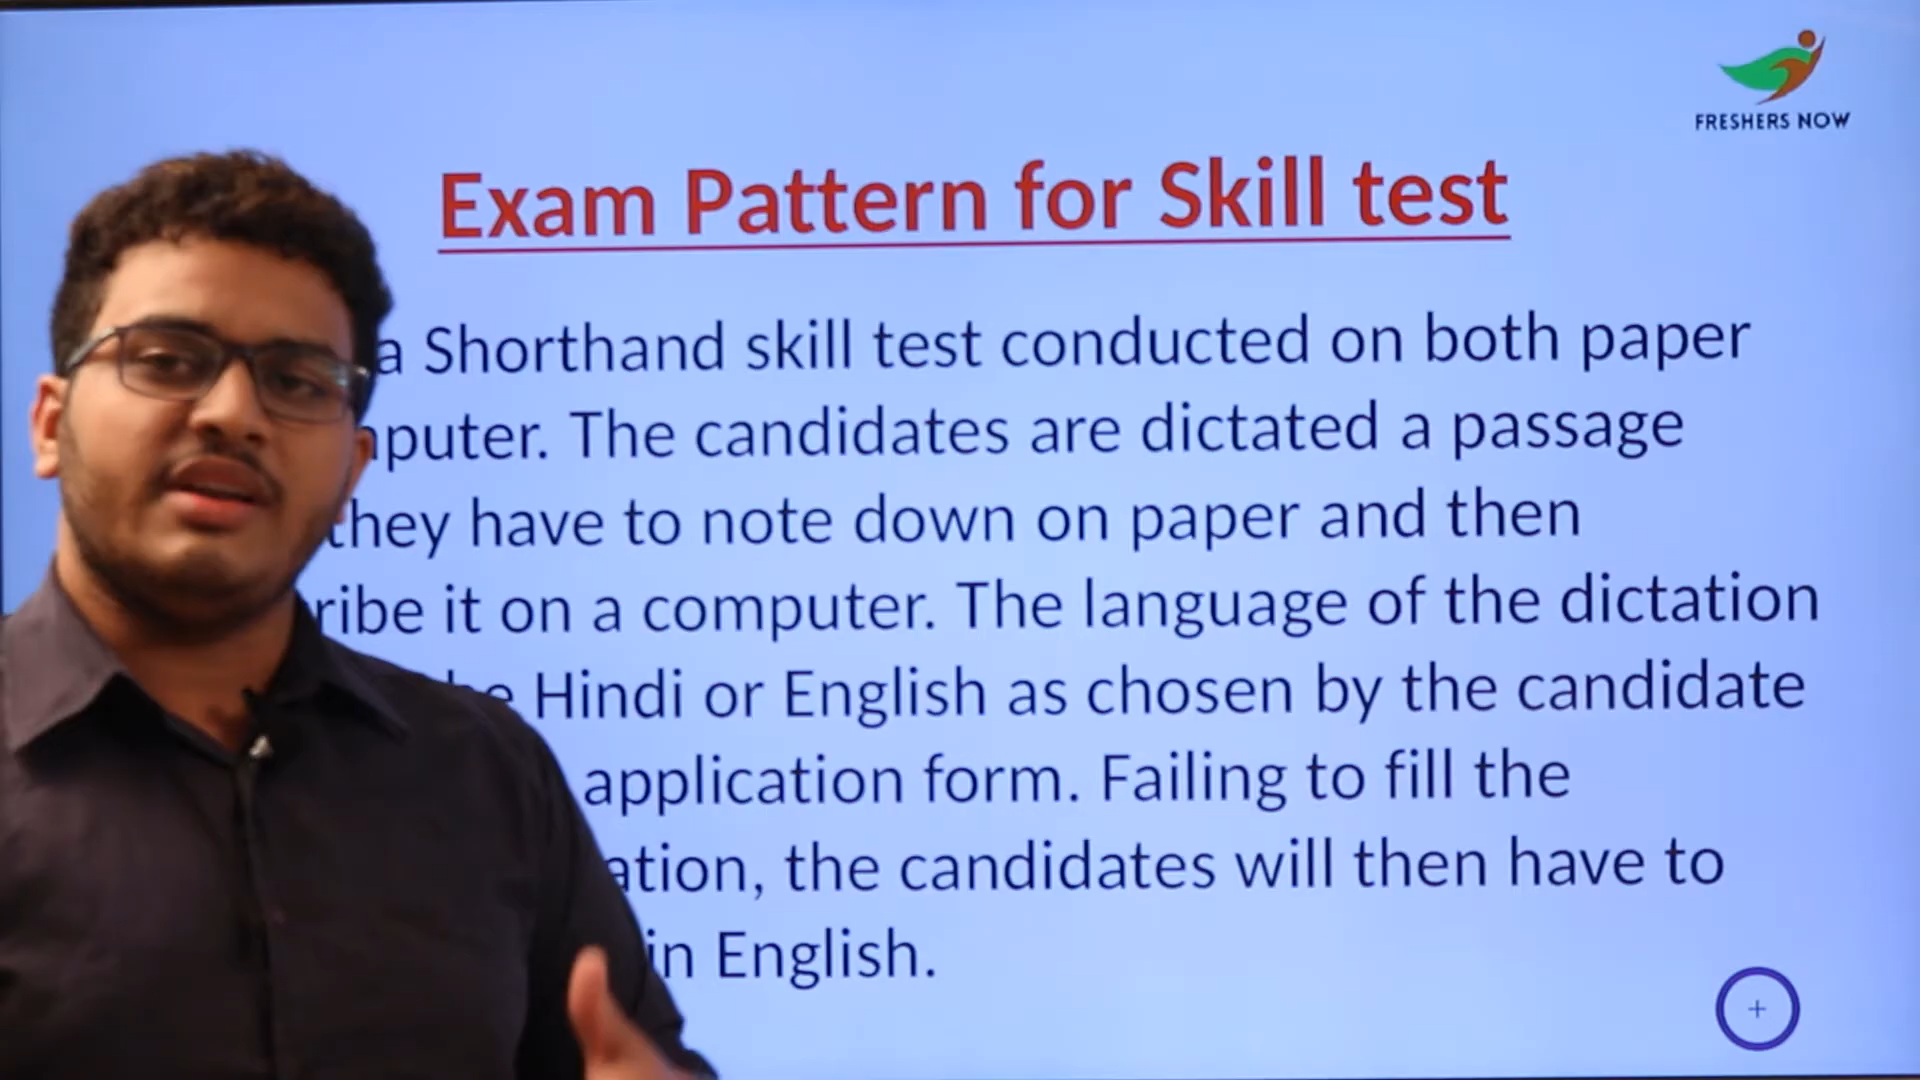 FRESHERS NOW
Exam Pattern for Skill test
a Shorthand skill test conducted on both paper
The candidates are dictated a passage
they have to note down on paper and then
it on a computer. The language of the dictation
Hindi or English as chosen by the candidate
application form. Failing to fill the
the candidates will then have to
in English.